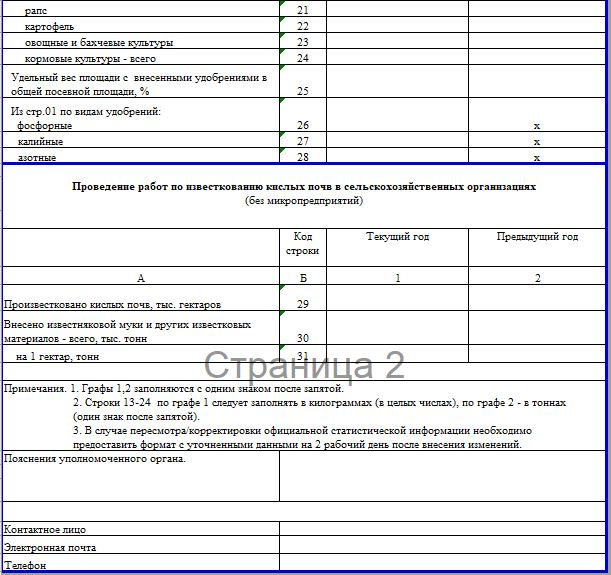 рапс 21
картофель 22
овощные и бахчевые культуры 23
кормовые культуры - всего 24
Удельный вес площади с внесенными удобрениями в
общей посевной площади, % 25
Из стр.01 по видам удобрений:
фосфорные 26 х
калийные 27 х
азотные 28 х
Проведение работ по известкованию кислых почв в сельскохозяйственных организациях
(без микропредприятий)
Код
строки
Текущий год
Предыдущий год
А Б 1 2
Произвестковано кислых почв, тыс. гектаров 29
Внесено известняковой муки и других известковых
материалов - всего, тыс. тонн 30
на 1 гектар, тонн 31
Страница 2
Примечания. 1. Графы 1,2 заполняются с одним знаком после запятой.
2. Строки 13-24 по графе 1 следует заполнять в килограммах (в целых числах), по графе 2 - в тоннах
(один знак после запятой).
3. В случае пересмотра/корректировки официальной статистической информации необходимо
предоставить формат с уточненными данными на 2 рабочий день после внесения изменений.
Пояснения уполномоченного органа.
Контактное лицо
Электронная почта
Телефон